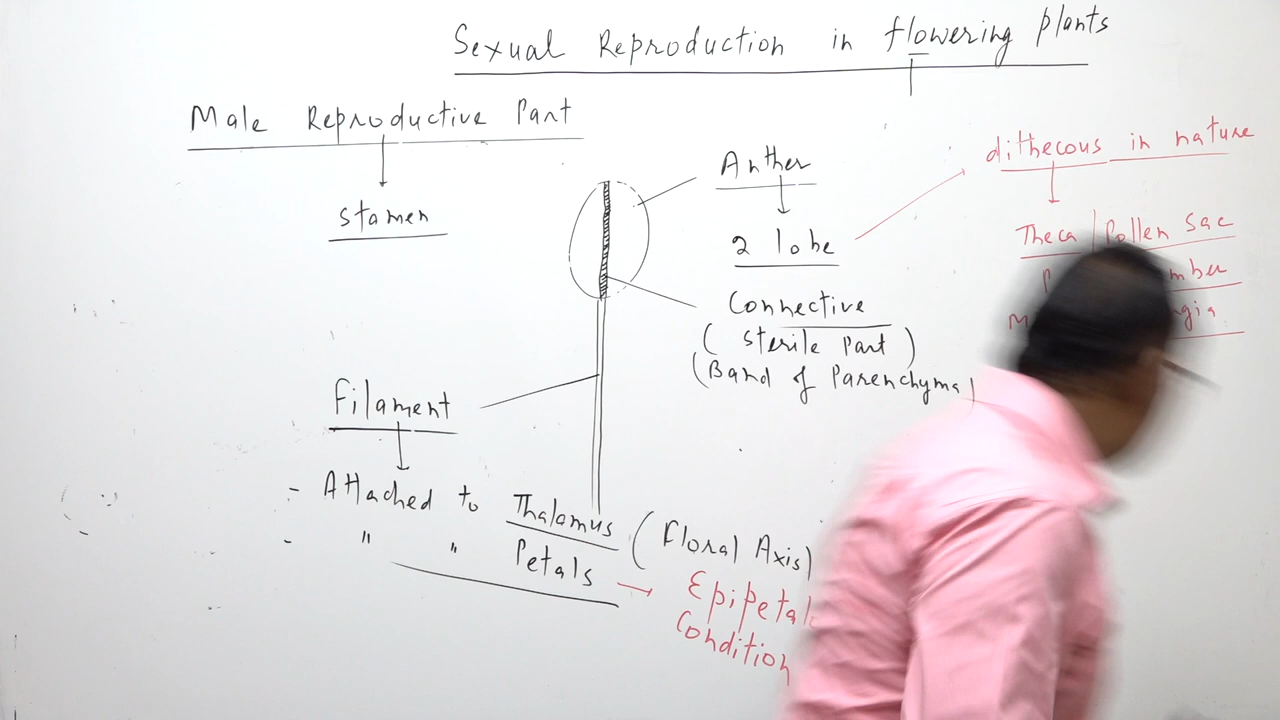 Sexual Reproduction in flowering plants
Male Reproductive Part
stamen
Anther
2 lobe
Connective
( sterile Part )
(Band of Parenchyma)
dithecous in nature
Theca / Pollen Sac
Filament
- Attached to Thalamus (Floral Axis)
- " " Petals
Condition